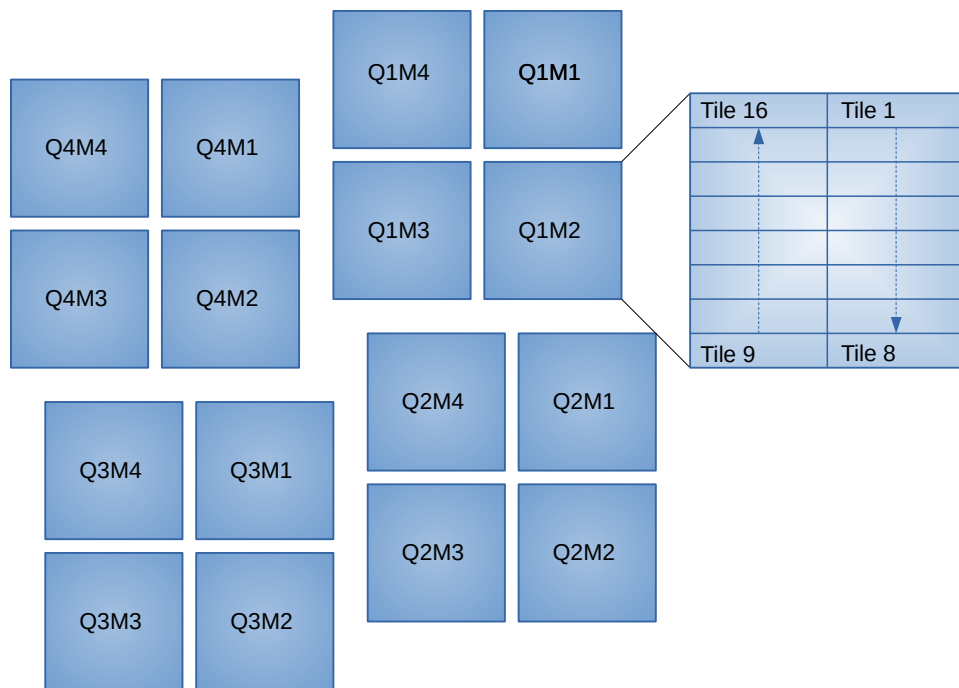 Q1M4
Q1M1
Q4M4
Q4M1
Q1M3
Q1M2
Q4M3
Q4M2
Tile 16
Tile 1
Tile 9
Tile 8
Q2M4
Q2M1
Q3M4
Q3M1
Q2M3
Q2M2
Q3M3
Q3M2